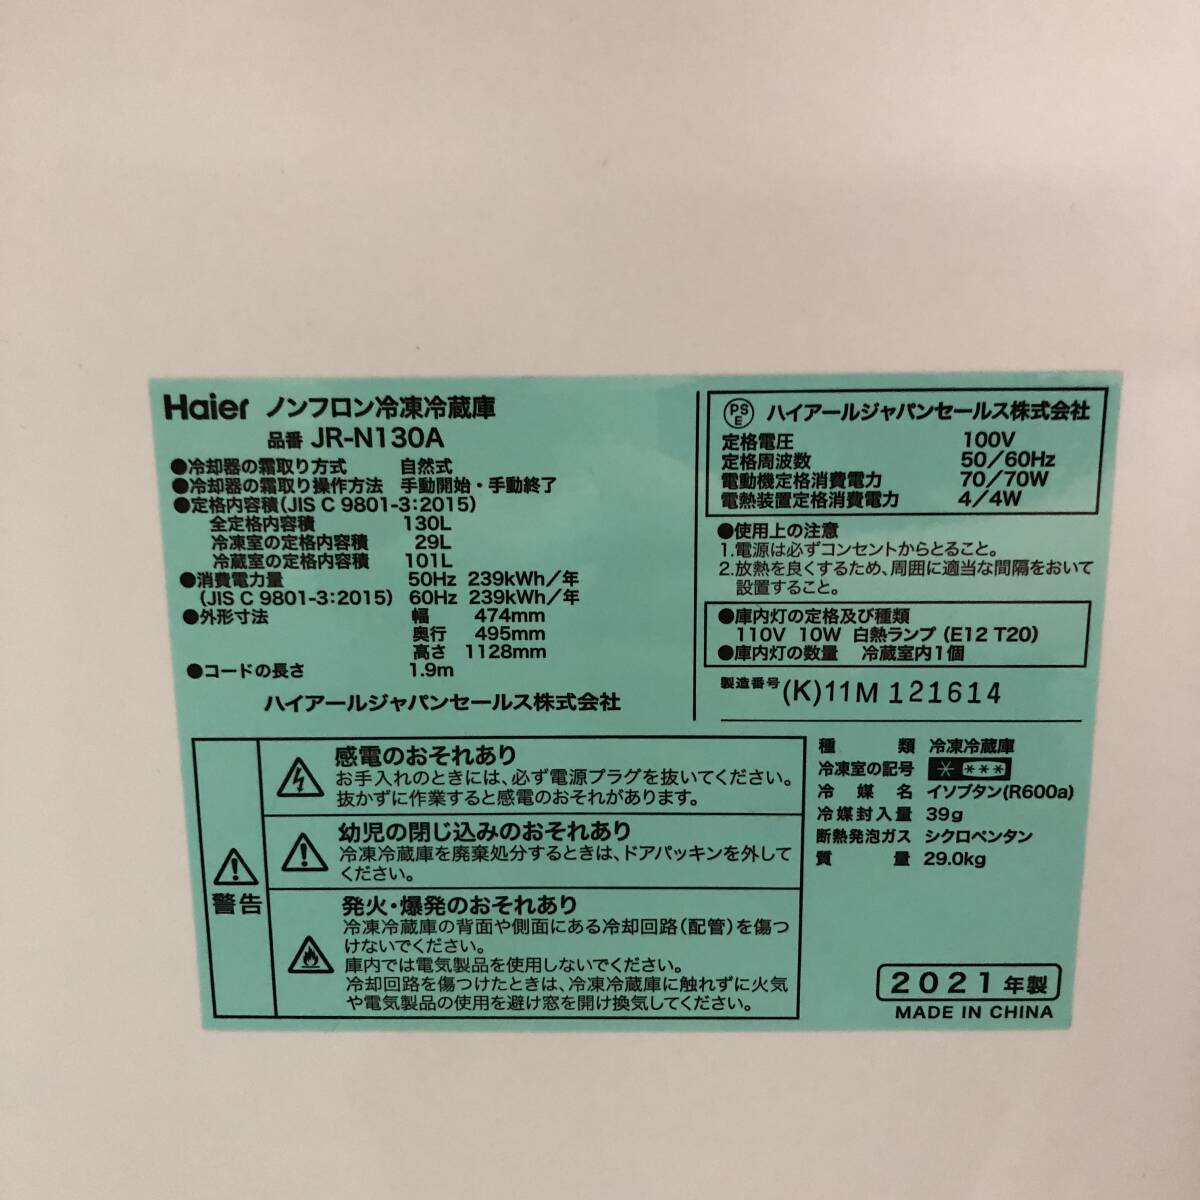 Haier ノンフロン冷凍冷蔵庫
品番 JR-N130A
●冷却器の霜取り方式 自然式
●冷却器の霜取り操作方法 手動開始・手動終了
●定格内容積(JIS C 9801-3:2015)
全定格内容積 130L
冷凍室の定格内容積 29L
冷蔵室の定格内容積 101L
●消費電力量 50Hz 239kWh/年
(JIS C 9801-3:2015) 60Hz 239kWh/年
●外形寸法 幅 474mm
奥行 495mm
高さ 1128mm
●コードの長さ 1.9m
ハイアールジャパンセールス株式会社
PS
E
ハイアールジャパンセールス株式会社
定格電圧 100V
定格周波数 50/60Hz
電動機定格消費電力 70/70W
電熱装置定格消費電力 4/4W
●使用上の注意
1.電源は必ずコンセントからとること。
2.放熱を良くするため、周囲に適当な間隔をおいて
設置すること。
●庫内灯の定格及び種類
110V 10W 白熱ランプ (E12 T20)
●庫内灯の数量 冷蔵室内1個
製造番号 (K)11M 121614
種類 冷凍冷蔵庫
冷凍室の記号 * ***
冷媒名 イソブタン(R600a)
冷媒封入量 39g
断熱発泡ガス シクロペンタン
質量 29.0kg
2021年製
MADE IN CHINA
警告
感電のおそれあり
お手入れのときには、必ず電源プラグを抜いてください。
抜かずに作業すると感電のおそれがあります。
幼児の閉じ込みのおそれあり
冷凍冷蔵庫を廃棄処分するときは、ドアパッキンを外して
ください。
発火・爆発のおそれあり
冷凍冷蔵庫の背面や側面にある冷却回路(配管)を傷つ
けないでください。
庫内では電気製品を使用しないでください。
冷却回路を傷つけたときは、冷凍冷蔵庫に触れずに火気
や電気製品の使用を避け窓を開け換気してください。